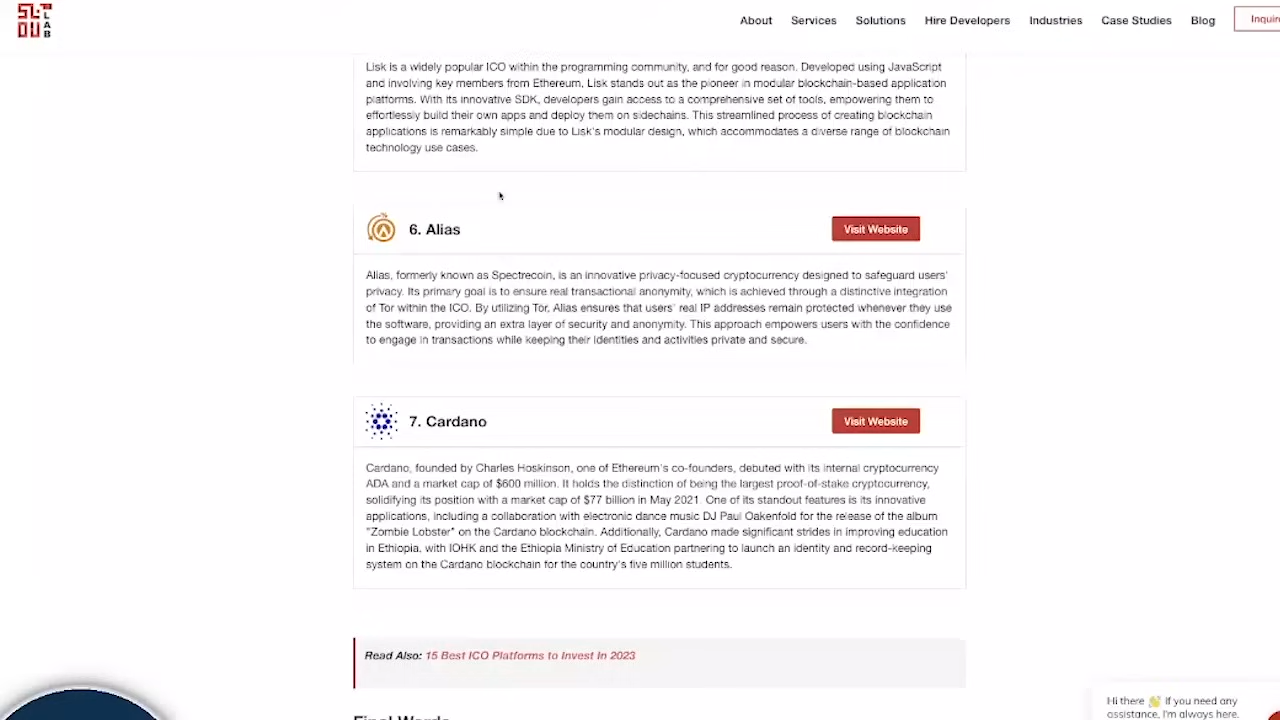 SOLULAB
About Services Solutions Hire Developers Industries Case Studies Blog
Lisk is a widely popular ICO within the programming community, and for good reason. Developed using JavaScript
and involving key members from Ethereum, Lisk stands out as the pioneer in modular blockchain-based application
platforms. With its innovative SDK, developers gain access to a comprehensive set of tools, empowering them to
effortlessly build their own apps and deploy them on sidechains. This streamlined process of creating blockchain
applications is remarkably simple due to Lisk's modular design, which accommodates a diverse range of blockchain
technology use cases.
6. Alias
Visit Website
Alias, formerly known as Spectrecoin, is an innovative privacy-focused cryptocurrency designed to safeguard users'
privacy. Its primary goal is to ensure real transactional anonymity, which is achieved through a distinctive integration
of Tor within the ICO. By utilizing Tor, Alias ensures that users' real IP addresses remain protected whenever they use
the software, providing an extra layer of security and anonymity. This approach empowers users with the confidence
to engage in transactions while keeping their identities and activities private and secure.
7. Cardano
Visit Website
Cardano, founded by Charles Hoskinson, one of Ethereum's co-founders, debuted with its internal cryptocurrency
ADA and a market cap of $600 million. It holds the distinction of being the largest proof-of-stake cryptocurrency,
solidifying its position with a market cap of $77 billion in May 2021. One of its standout features is its innovative
applications, including a collaboration with electronic dance music DJ Paul Oakenfold for the release of the album
"Zombie Lobster" on the Cardano blockchain. Additionally, Cardano made significant strides in improving education
in Ethiopia, with IOHK and the Ethiopia Ministry of Education partnering to launch an identity and record-keeping
system on the Cardano blockchain for the country's five million students.
Read Also: 15 Best ICO Platforms to Invest In 2023
Final Words
Hi there 👋 If you need any
assistance, I'm always here.